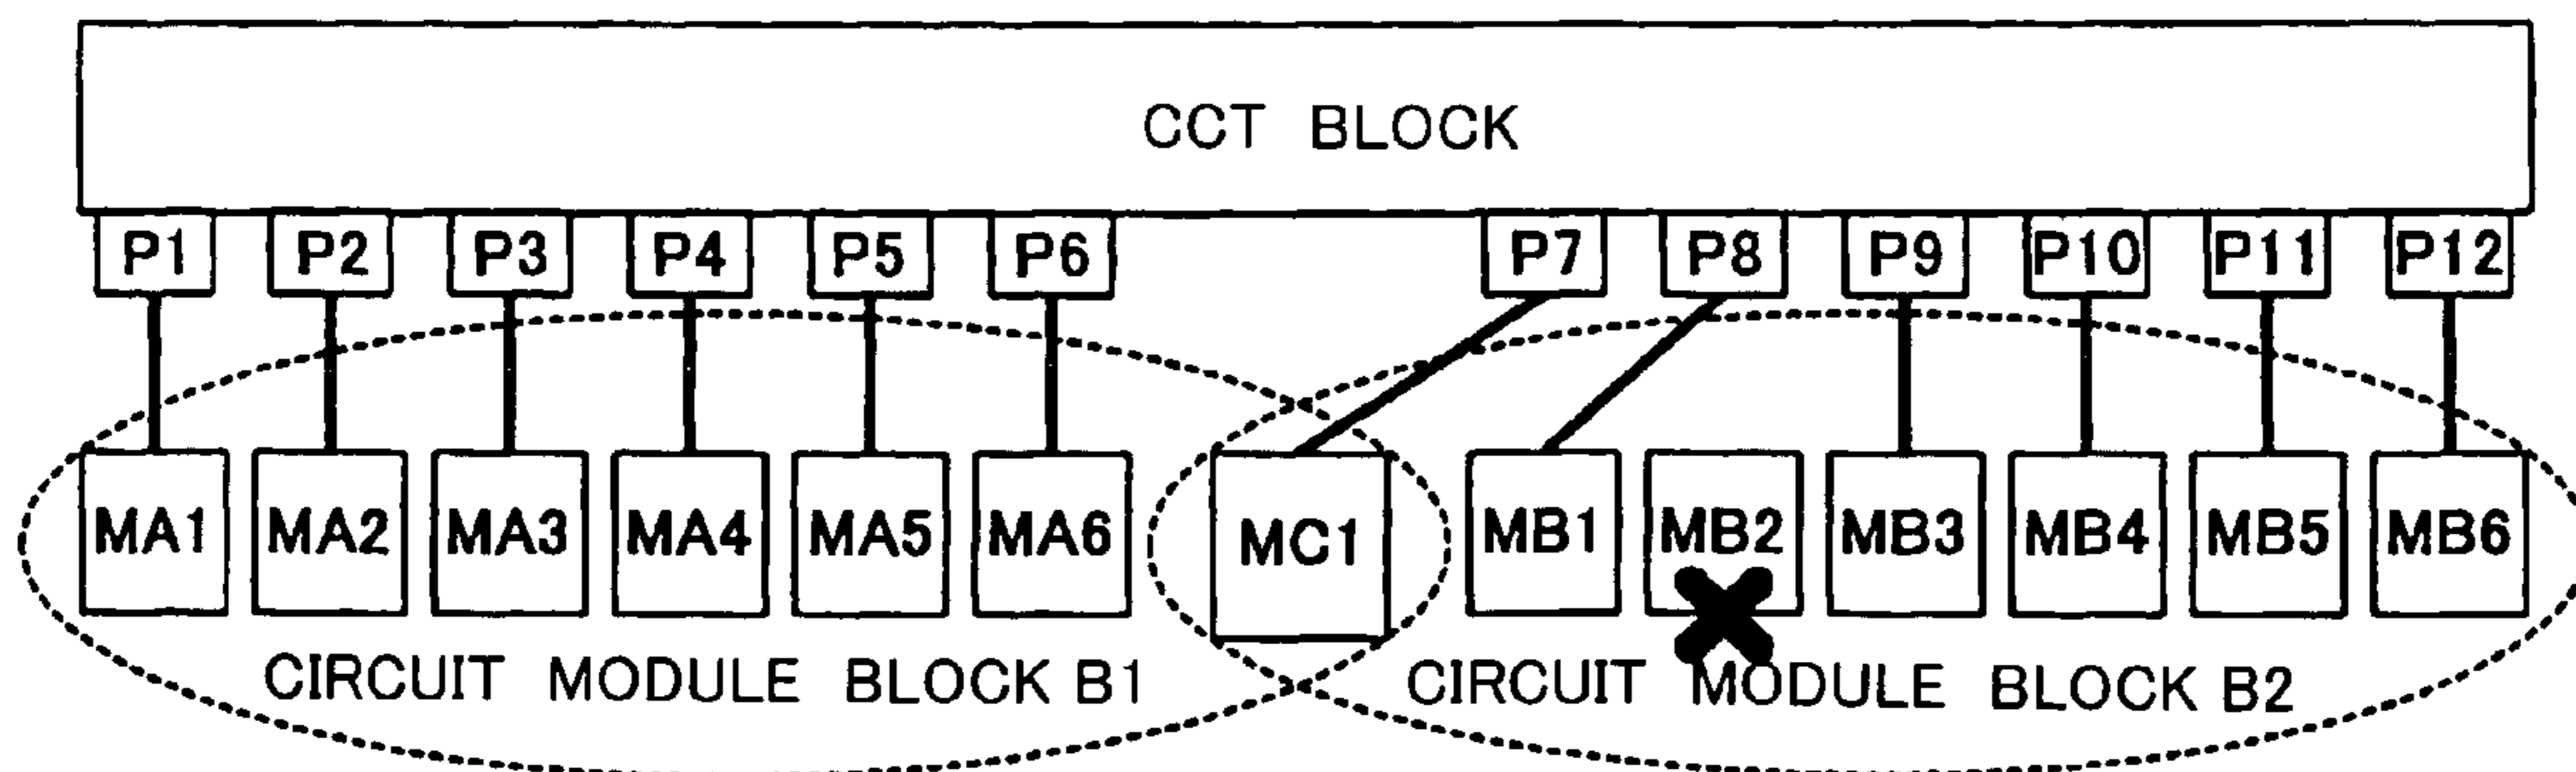 CCT BLOCK
P1 P2 P3 P4 P5 P6 P7 P8 P9 P10 P11 P12
MA1 MA2 MA3 MA4 MA5 MA6 MC1 MB1 MB2 MB3 MB4 MB5 MB6
CIRCUIT MODULE BLOCK B1 CIRCUIT MODULE BLOCK B2